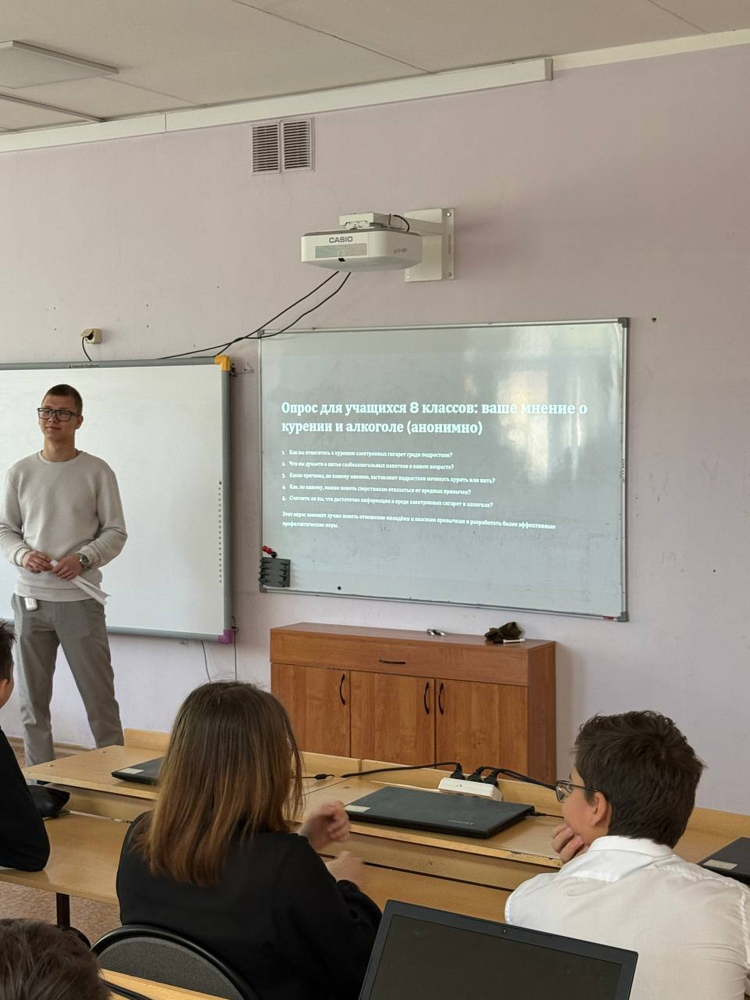 CASIO
Опрос для учащихся 8 классов: ваше мнение о
курении и алкоголе (анонимно)
1. Как вы относитесь к курению электронных сигарет среди подростков?
2. Что вы думаете о питье слабоалкогольных напитков в вашем возрасте?
3. Какие причины, по вашему мнению, заставляют подростков начинать курить или пить?
4. Как, по вашему, можно помочь сверстникам отказаться от вредных привычек?
5. Считаете ли вы, что достаточно информации о вреде электронных сигарет и алкоголя?
Этот опрос поможет лучше понять отношение молодёжи к опасным привычкам и разработать более эффективные
профилактические меры.